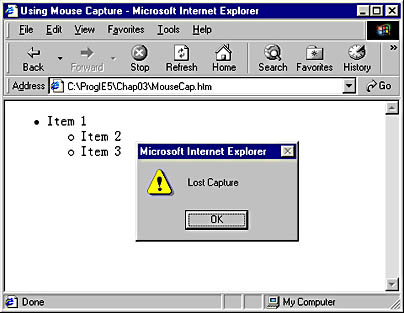 Using Mouse Capture - Microsoft Internet Explorer
File Edit View Favorites Tools Help
Back Forward Stop Refresh Home Search Favorites History
Address C:\ProgIE5\Chap03\MouseCap.htm Go
Item 1
Item 2
Item 3
Microsoft Internet Explorer
Lost Capture
OK
Done My Computer